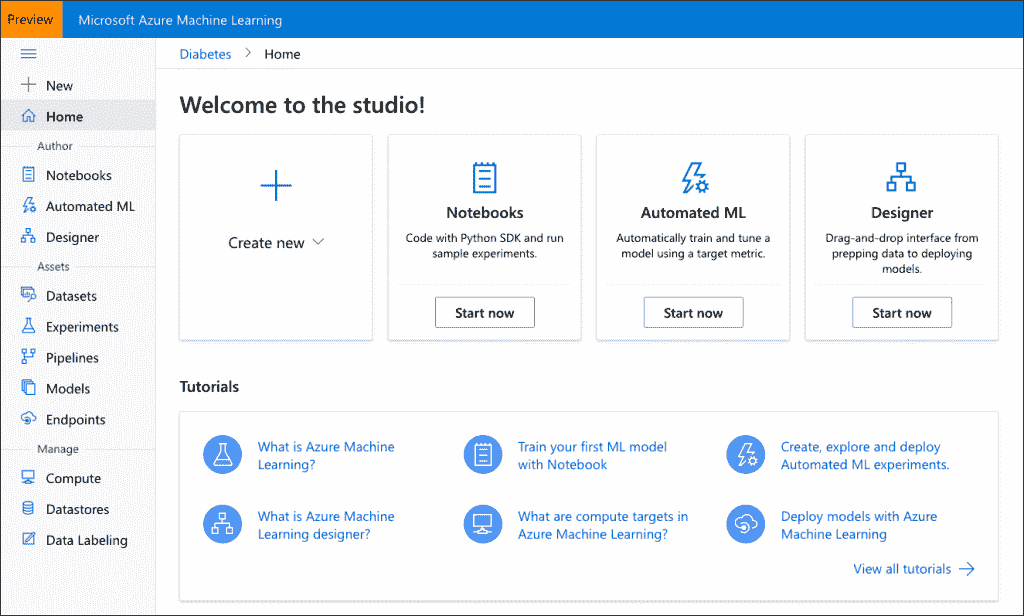 Preview
Microsoft Azure Machine Learning
Diabetes > Home
New
Home
Author
Notebooks
Automated ML
Designer
Assets
Datasets
Experiments
Pipelines
Models
Endpoints
Manage
Compute
Datastores
Data Labeling
Welcome to the studio!
Create new
Notebooks
Code with Python SDK and run
sample experiments.
Start now
Automated ML
Automatically train and tune a
model using a target metric.
Start now
Designer
Drag-and-drop interface from
prepping data to deploying
models.
Start now
Tutorials
What is Azure Machine
Learning?
Train your first ML model
with Notebook
Create, explore and deploy
Automated ML experiments.
What is Azure Machine
Learning designer?
What are compute targets in
Azure Machine Learning?
Deploy models with Azure
Machine Learning
View all tutorials